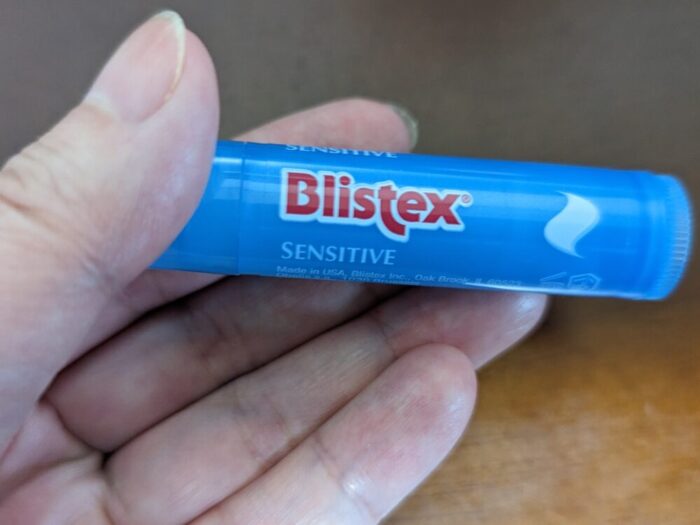 SENSITIVE
Blistex®
SENSITIVE
Made in USA, Blistex Inc., Oak Brook, IL